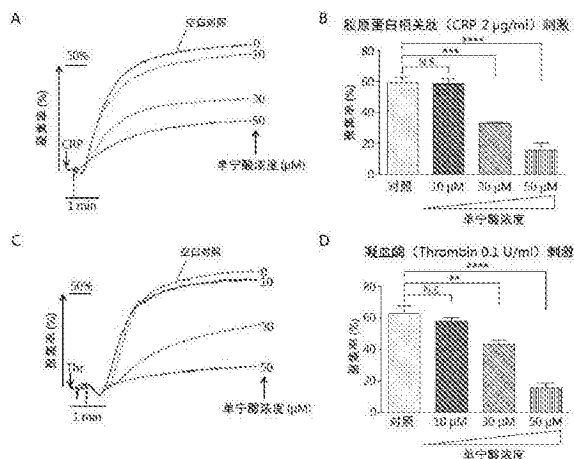 A
空白对照
0
10
50%
30
50
聚集率 (%)
CRP
1 min
单宁酸浓度 (μM)
B
胶原蛋白相关肽（CRP 2 μg/ml）刺激
****
***
N.S.
80
60
40
20
0
聚集率 (%)
对照
10 μM
30 μM
50 μM
单宁酸浓度
C
空白对照
0
10
50%
30
50
聚集率 (%)
Thr
1 min
单宁酸浓度 (μM)
D
凝血酶（Thrombin 0.1 U/ml）刺激
****
**
N.S.
80
60
40
20
0
聚集率 (%)
对照
10 μM
30 μM
50 μM
单宁酸浓度